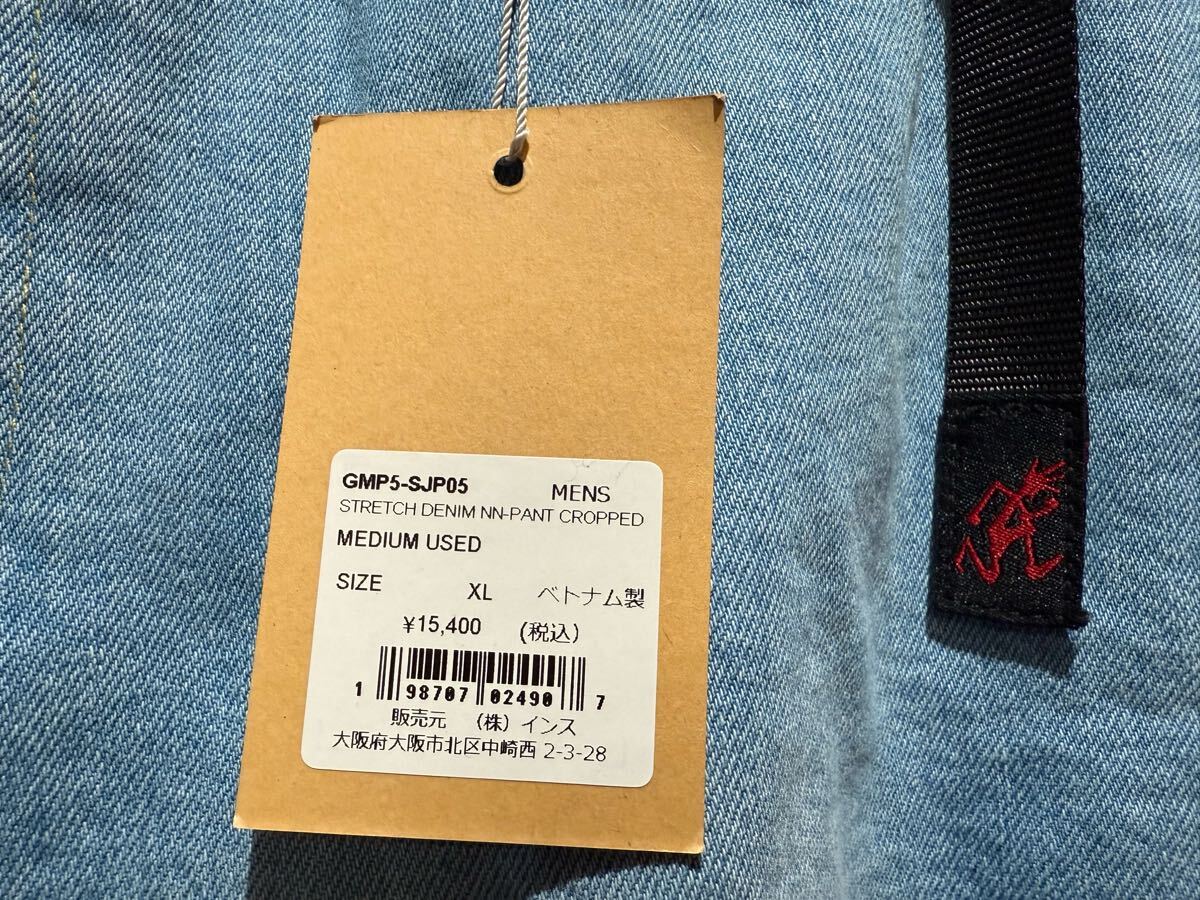 GMP5-SJP05 MENS
STRETCH DENIM NN-PANT CROPPED
MEDIUM USED
SIZE XL ベトナム製
¥15,400 (税込)
1 98707 02490 7
販売元 (株) インス
大阪府大阪市北区中崎西 2-3-28